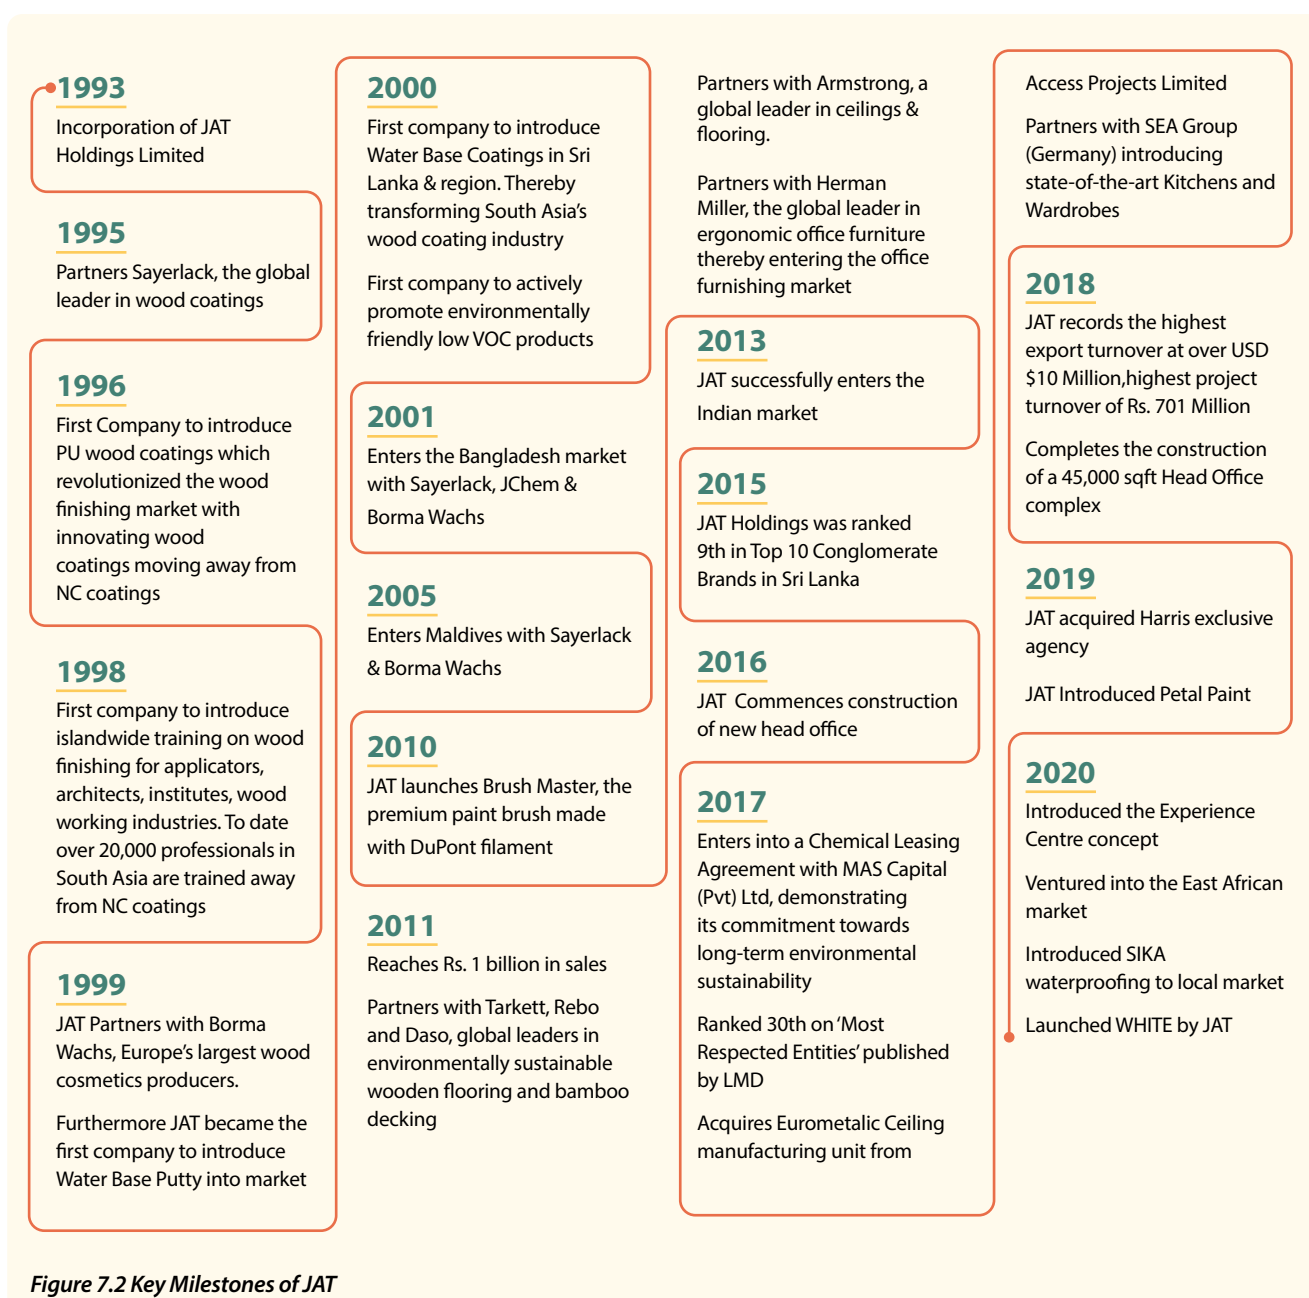 1993
Incorporation of JAT
Holdings Limited
1995
Partners Sayerlack, the global
leader in wood coatings
1996
First Company to introduce
PU wood coatings which
revolutionized the wood
finishing market with
innovating wood
coatings moving away from
NC coatings
1998
First company to introduce
islandwide training on wood
finishing for applicators,
architects, institutes, wood
working industries. To date
over 20,000 professionals in
South Asia are trained away
from NC coatings
1999
JAT Partners with Borma
Wachs, Europe's largest wood
cosmetics producers.
Furthermore JAT became the
first company to introduce
Water Base Putty into market
2000
First company to introduce
Water Base Coatings in Sri
Lanka & region. Thereby
transforming South Asia's
wood coating industry
First company to actively
promote environmentally
friendly low VOC products
2001
Enters the Bangladesh market
with Sayerlack, JChem &
Borma Wachs
2005
Enters Maldives with Sayerlack
& Borma Wachs
2010
JAT launches Brush Master, the
premium paint brush made
with DuPont filament
2011
Reaches Rs. 1 billion in sales
Partners with Tarkett, Rebo
and Daso, global leaders in
environmentally sustainable
wooden flooring and bamboo
decking
Partners with Armstrong, a
global leader in ceilings &
flooring.
Partners with Herman
Miller, the global leader in
ergonomic office furniture
thereby entering the office
furnishing market
2013
JAT successfully enters the
Indian market
2015
JAT Holdings was ranked
9th in Top 10 Conglomerate
Brands in Sri Lanka
2016
JAT Commences construction
of new head office
2017
Enters into a Chemical Leasing
Agreement with MAS Capital
(Pvt) Ltd, demonstrating
its commitment towards
long-term environmental
sustainability
Ranked 30th on 'Most
Respected Entities' published
by LMD
Acquires Eurometalic Ceiling
manufacturing unit from
Access Projects Limited
Partners with SEA Group
(Germany) introducing
state-of-the-art Kitchens and
Wardrobes
2018
JAT records the highest
export turnover at over USD
$10 Million,highest project
turnover of Rs. 701 Million
Completes the construction
of a 45,000 sqft Head Office
complex
2019
JAT acquired Harris exclusive
agency
JAT Introduced Petal Paint
2020
Introduced the Experience
Centre concept
Ventured into the East African
market
Introduced SIKA
waterproofing to local market
Launched WHITE by JAT
Figure 7.2 Key Milestones of JAT